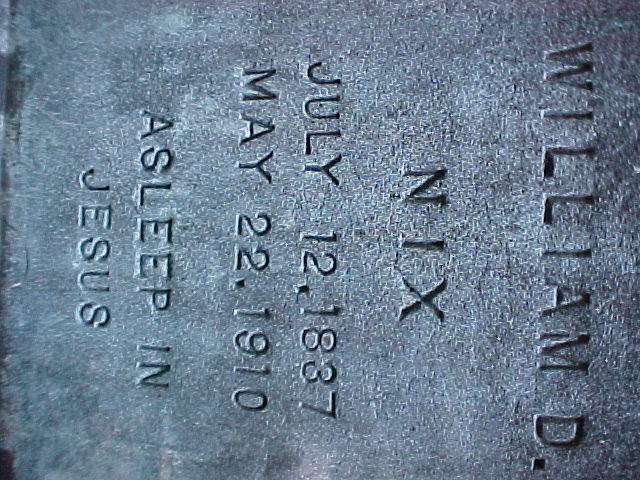 WILLIAM D.
NIX
JULY 12, 1837
MAY 22, 1910
ASLEEP IN
JESUS